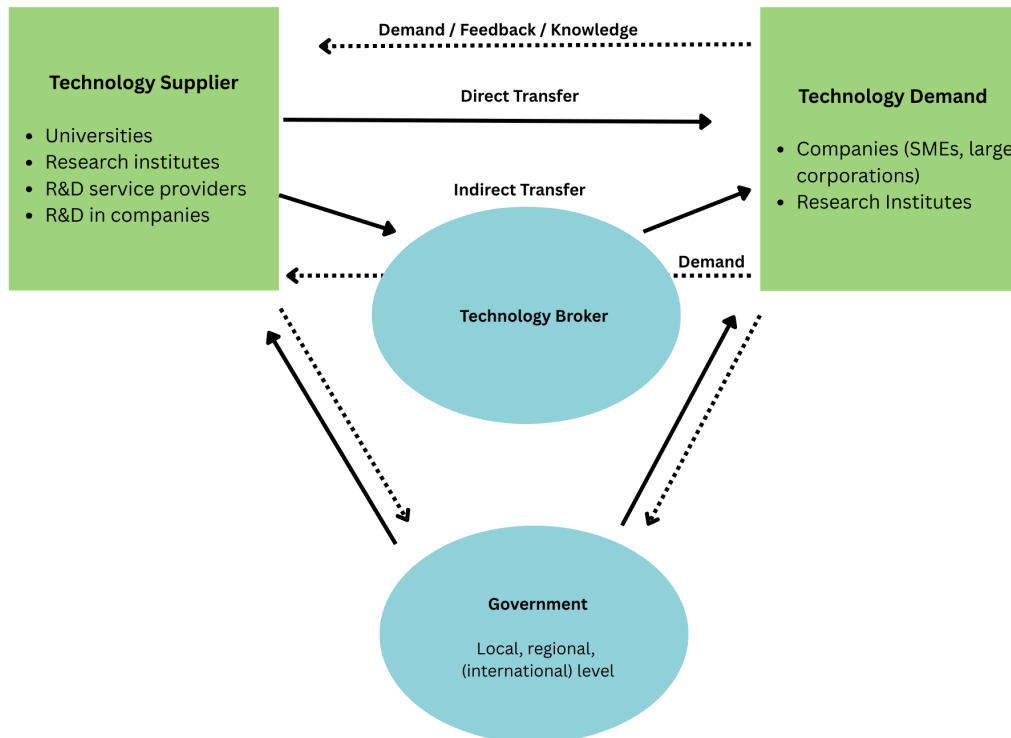 Demand / Feedback / Knowledge
Technology Supplier
• Universities
• Research institutes
• R&D service providers
• R&D in companies
Direct Transfer
Technology Demand
• Companies (SMEs, large
corporations)
• Research Institutes
Indirect Transfer
Demand
Technology Broker
Government
Local, regional,
(international) level